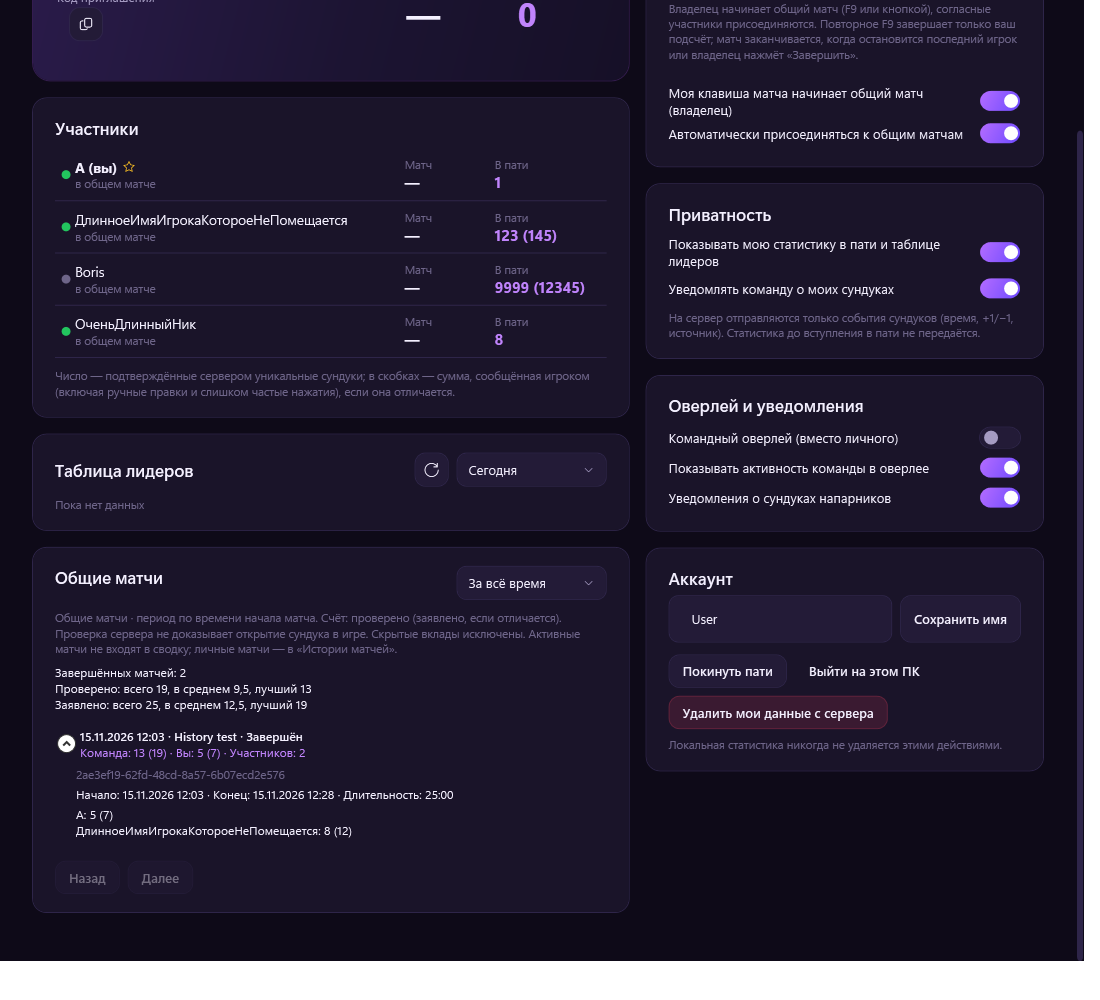 Код приглашения
— 0
Участники
А (вы)
в общем матче
Матч
—
В пати
1
ДлинноеИмяИгрокаКотороеНеПомещается
в общем матче
Матч
—
В пати
123 (145)
Boris
в общем матче
Матч
—
В пати
9999 (12345)
ОченьДлинныйНик
в общем матче
Матч
—
В пати
8
Число — подтверждённые сервером уникальные сундуки; в скобках — сумма, сообщённая игроком
(включая ручные правки и слишком частые нажатия), если она отличается.
Таблица лидеров
Сегодня
Пока нет данных
Общие матчи
За всё время
Общие матчи · период по времени начала матча. Счёт: проверено (заявлено, если отличается).
Проверка сервера не доказывает открытие сундука в игре. Скрытые вклады исключены. Активные
матчи не входят в сводку; личные матчи — в «Истории матчей».
Завершённых матчей: 2
Проверено: всего 19, в среднем 9,5, лучший 13
Заявлено: всего 25, в среднем 12,5, лучший 19
15.11.2026 12:03 · History test · Завершён
Команда: 13 (19) · Вы: 5 (7) · Участников: 2
2ae3ef19-62fd-48cd-8a57-6b07ecd2e576
Начало: 15.11.2026 12:03 · Конец: 15.11.2026 12:28 · Длительность: 25:00
А: 5 (7)
ДлинноеИмяИгрокаКотороеНеПомещается: 8 (12)
Назад
Далее
Владелец начинает общий матч (F9 или кнопкой), согласные
участники присоединяются. Повторное F9 завершает только ваш
подсчёт; матч заканчивается, когда остановится последний игрок
или владелец нажмёт «Завершить».
Моя клавиша матча начинает общий матч
(владелец)
Автоматически присоединяться к общим матчам
Приватность
Показывать мою статистику в пати и таблице
лидеров
Уведомлять команду о моих сундуках
На сервер отправляются только события сундуков (время, +1/−1,
источник). Статистика до вступления в пати не передаётся.
Оверлей и уведомления
Командный оверлей (вместо личного)
Показывать активность команды в оверлее
Уведомления о сундуках напарников
Аккаунт
User
Сохранить имя
Покинуть пати
Выйти на этом ПК
Удалить мои данные с сервера
Локальная статистика никогда не удаляется этими действиями.